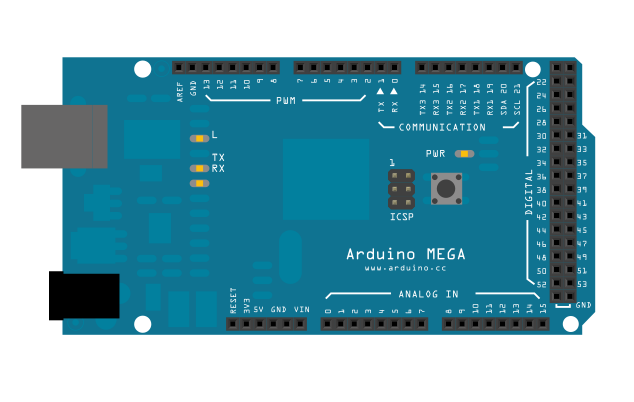 AREF GND 13 12 11 10 9 8 7 6 5 4 3 2 1 0 TX3 14 RX3 15 TX2 16 RX2 17 TX1 18 RX1 19 SDA 20 SCL 21
TX RX
PWM
COMMUNICATION
22
24
26
28
30 31
32 33
34 35
36 37
38 39
40 41
42 43
44 45
46 47
48 49
50 51
52 53
GND
DIGITAL
L
TX
RX
PWR
1
ICSP
Arduino MEGA
www.arduino.cc
ANALOG IN
RESET 3V3 5V GND VIN
0 1 2 3 4 5 6 7 8 9 10 11 12 13 14 15